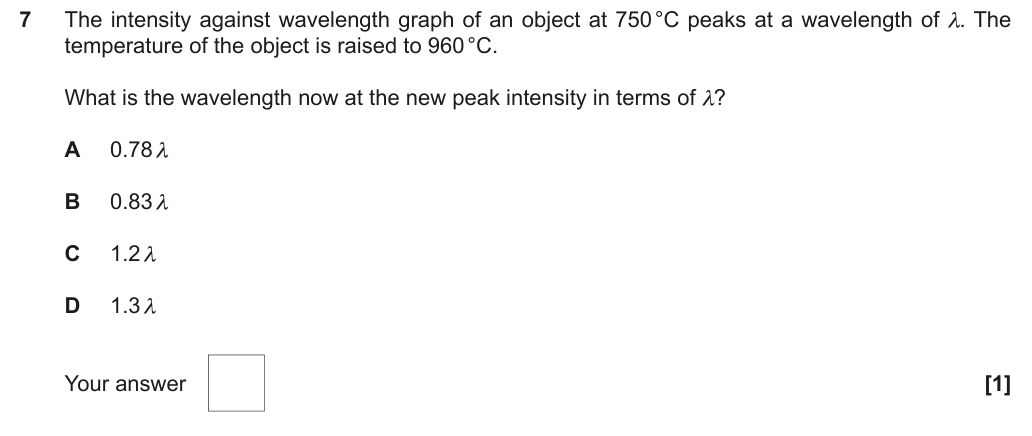 7 The intensity against wavelength graph of an object at 750 °C peaks at a wavelength of λ. The
temperature of the object is raised to 960 °C.
What is the wavelength now at the new peak intensity in terms of λ?
A 0.78 λ
B 0.83 λ
C 1.2 λ
D 1.3 λ
Your answer [1]